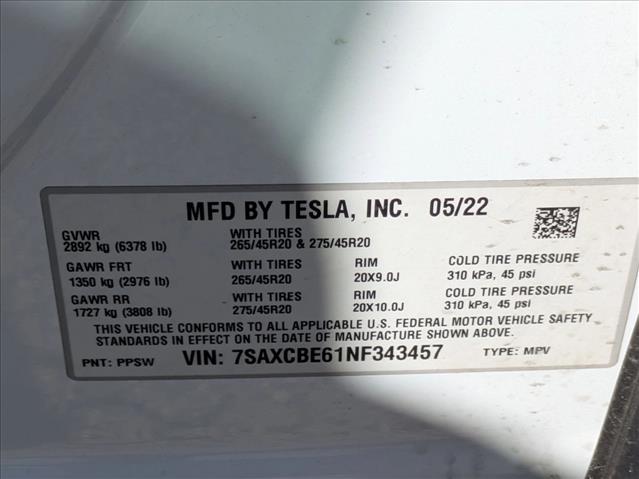 MFD BY TESLA, INC. 05/22
GVWR WITH TIRES
2892 kg (6378 lb) 265/45R20 & 275/45R20
GAWR FRT WITH TIRES RIM COLD TIRE PRESSURE
1350 kg (2976 lb) 265/45R20 20X9.0J 310 kPa, 45 psi
GAWR RR WITH TIRES RIM COLD TIRE PRESSURE
1727 kg (3808 lb) 275/45R20 20X10.0J 310 kPa, 45 psi
THIS VEHICLE CONFORMS TO ALL APPLICABLE U.S. FEDERAL MOTOR VEHICLE SAFETY
STANDARDS IN EFFECT ON THE DATE OF MANUFACTURE SHOWN ABOVE.
PNT: PPSW VIN: 7SAXCBE61NF343457 TYPE: MPV